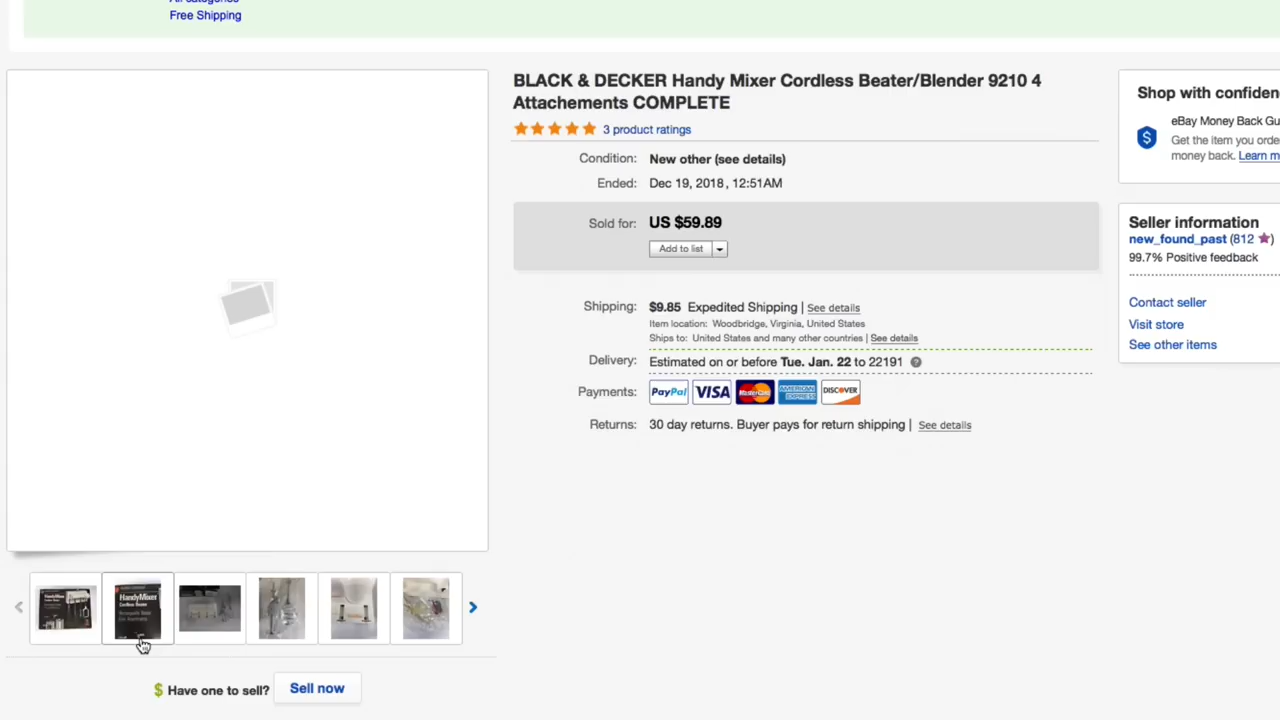 Free Shipping
BLACK & DECKER Handy Mixer Cordless Beater/Blender 9210 4
Attachements COMPLETE
3 product ratings
Condition: New other (see details)
Ended: Dec 19, 2018 , 12:51AM
Sold for: US $59.89
Add to list
Shipping: $9.85 Expedited Shipping | See details
Item location: Woodbridge, Virginia, United States
Ships to: United States and many other countries | See details
Delivery: Estimated on or before Tue. Jan. 22 to 22191 ?
Payments: PayPal VISA MasterCard AMERICAN EXPRESS DISCOVER
Returns: 30 day returns. Buyer pays for return shipping | See details
Shop with confiden
eBay Money Back Gu
Get the item you orde
money back. Learn m
Seller information
new_found_past (812 )
99.7% Positive feedback
Contact seller
Visit store
See other items
HandyMixer
HandyMixer
$ Have one to sell? Sell now